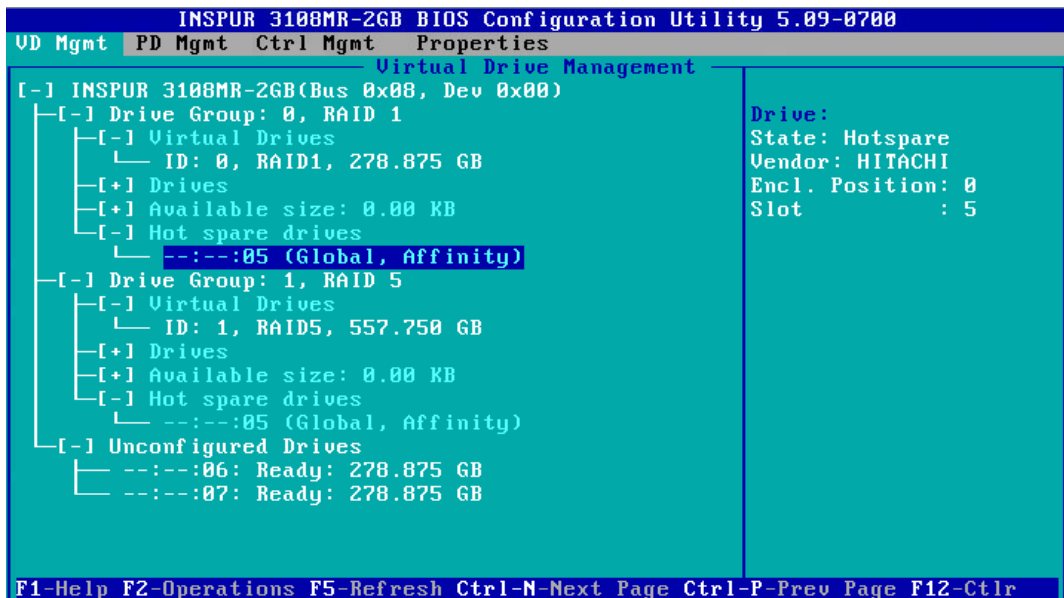 INSPUR 3108MR-2GB BIOS Configuration Utility 5.09-0700
VD Mgmt PD Mgmt Ctrl Mgmt Properties
Virtual Drive Management
[-] INSPUR 3108MR-2GB(Bus 0x08, Dev 0x00)
[-] Drive Group: 0, RAID 1
[-] Virtual Drives
ID: 0, RAID1, 278.875 GB
[+] Drives
[+] Available size: 0.00 KB
[-] Hot spare drives
--:--:05 (Global, Affinity)
[-] Drive Group: 1, RAID 5
[-] Virtual Drives
ID: 1, RAID5, 557.750 GB
[+] Drives
[+] Available size: 0.00 KB
[-] Hot spare drives
--:--:05 (Global, Affinity)
[-] Unconfigured Drives
--:--:06: Ready: 278.875 GB
--:--:07: Ready: 278.875 GB
Drive:
State: Hotspare
Vendor: HITACHI
Encl. Position: 0
Slot : 5
F1-Help F2-Operations F5-Refresh Ctrl-N-Next Page Ctrl-P-Prev Page F12-Ctlr